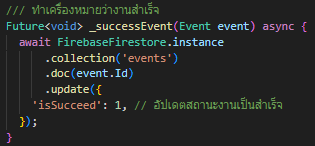 /// ทำเครื่องหมายว่างานสำเร็จ
Future<void> _successEvent(Event event) async {
  await FirebaseFirestore.instance
      .collection('events')
      .doc(event.Id)
      .update({
    'isSucceed': 1, // อัปเดตสถานะงานเป็นสำเร็จ
  });
}